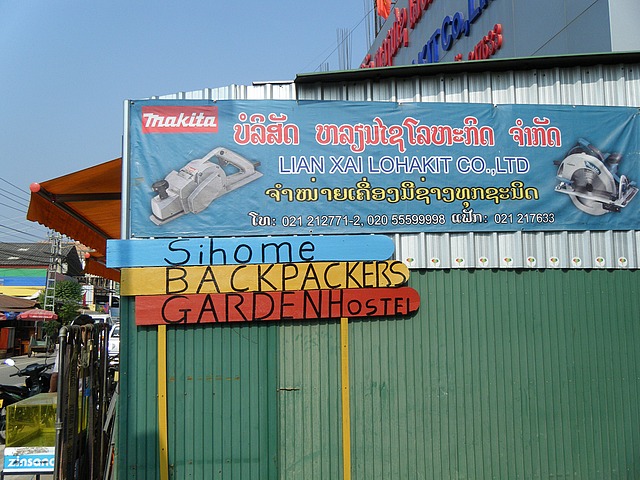 Co.,
makita
ບໍລິສັດ ຫລຽນໄຊໂລຫະກິດ ຈຳກັດ
LIAN XAI LOHAKIT CO.,LTD
ຈຳໜ່າຍເຄື່ອງມືຊ່າງທຸກຊະນິດ
ໂທ: 021 212771-2, 020 55599998 ແຟັກ: 021 217633
Sihome
BACKPACKERS
GARDENHOSTEL
zinsano